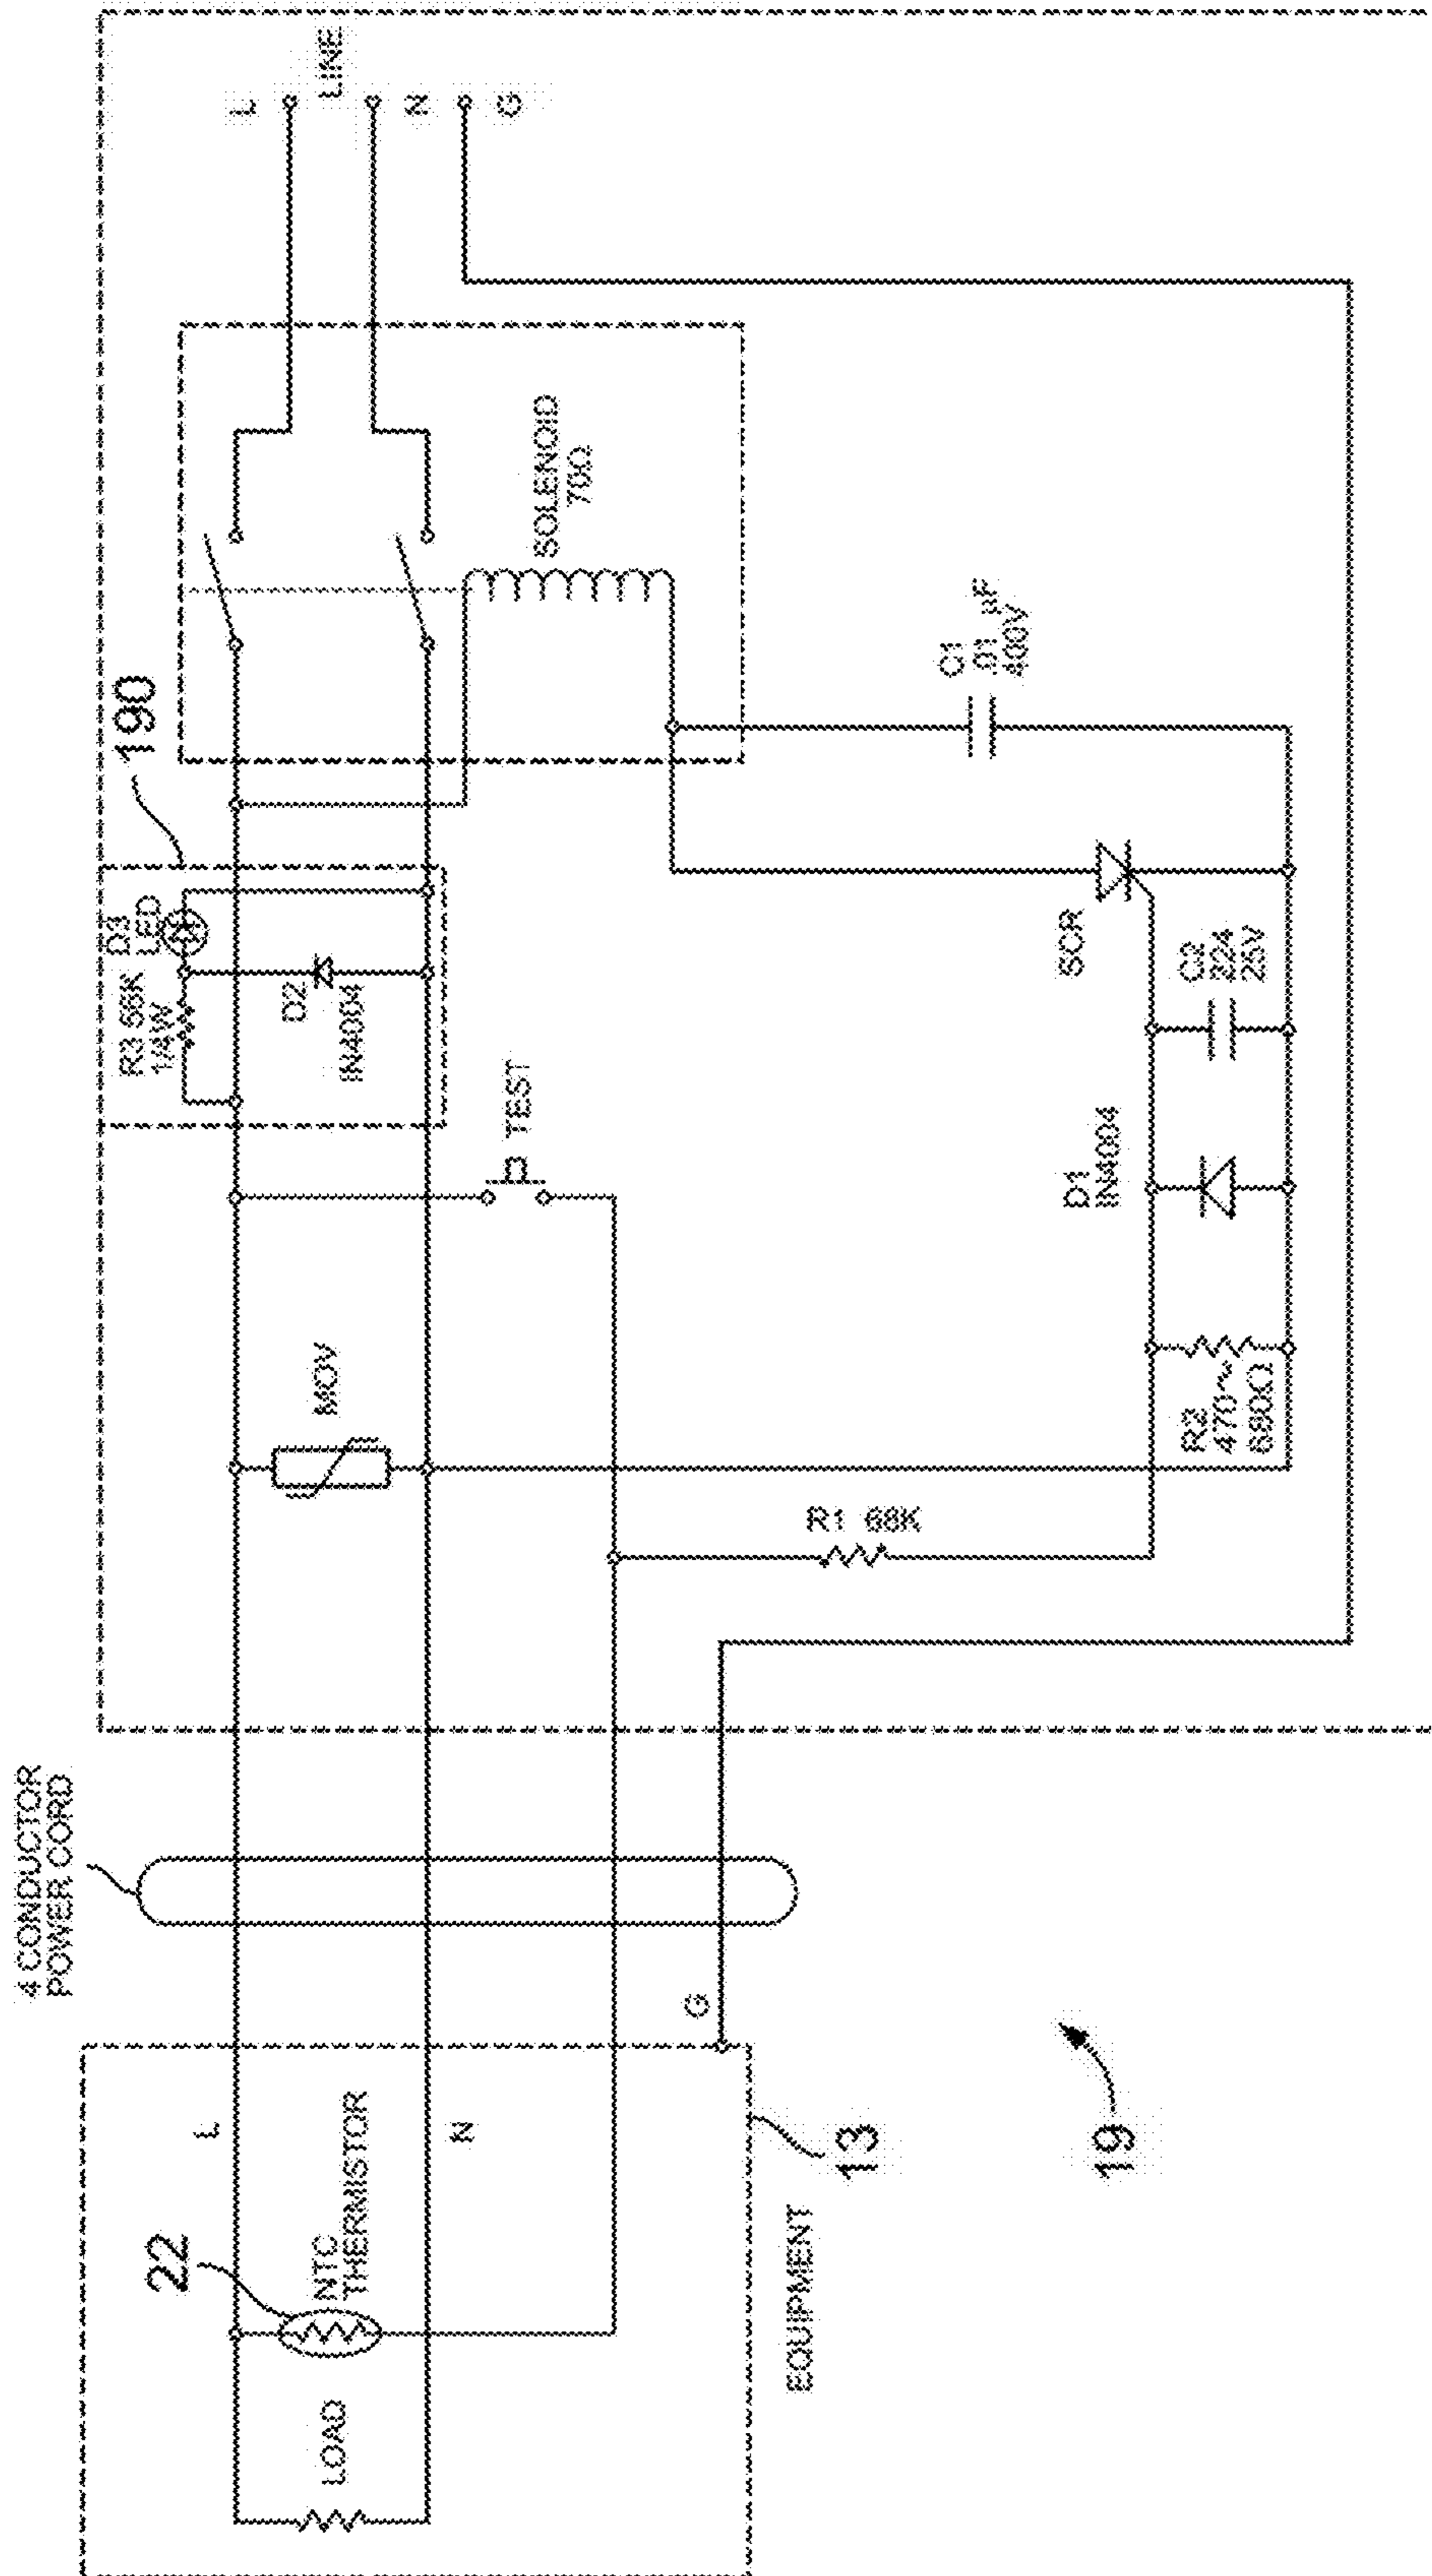 4 CONDUCTOR
POWER CORD
22
L
NTC
THERMISTOR
LOAD
N
G
EQUIPMENT
13
19
MOV
R1 68K
R2
470~
680Ω
D1
IN4004
C2
224
25V
SCR
TEST
R3 56K
1/4W
D3
LED
D2
IN4004
190
SOLENOID
70Ω
C1
.01 µF
400V
L
LINE
N
G